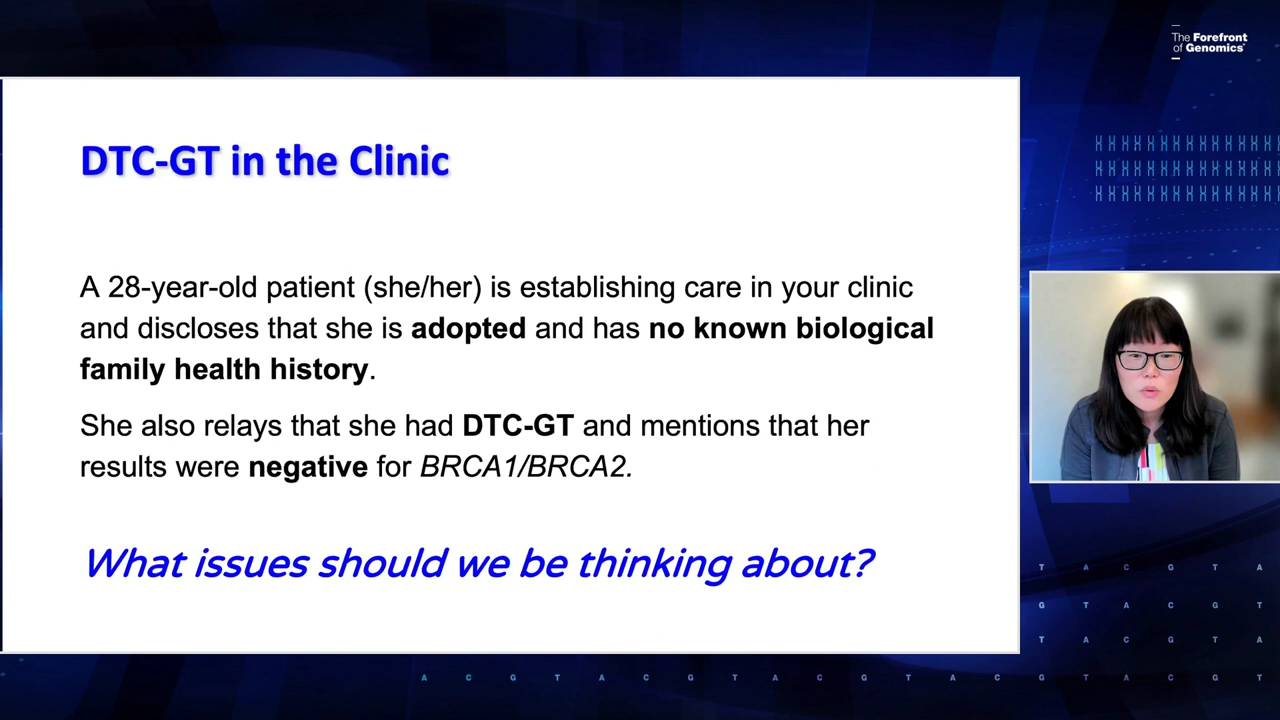 The Forefront
of Genomics®
DTC-GT in the Clinic
A 28-year-old patient (she/her) is establishing care in your clinic
and discloses that she is adopted and has no known biological
family health history.
She also relays that she had DTC-GT and mentions that her
results were negative for BRCA1/BRCA2.
What issues should we be thinking about?
T A C G T A
G T A C G T
T A C G T A
A C G T A C G T A C G T A C G T A C G T